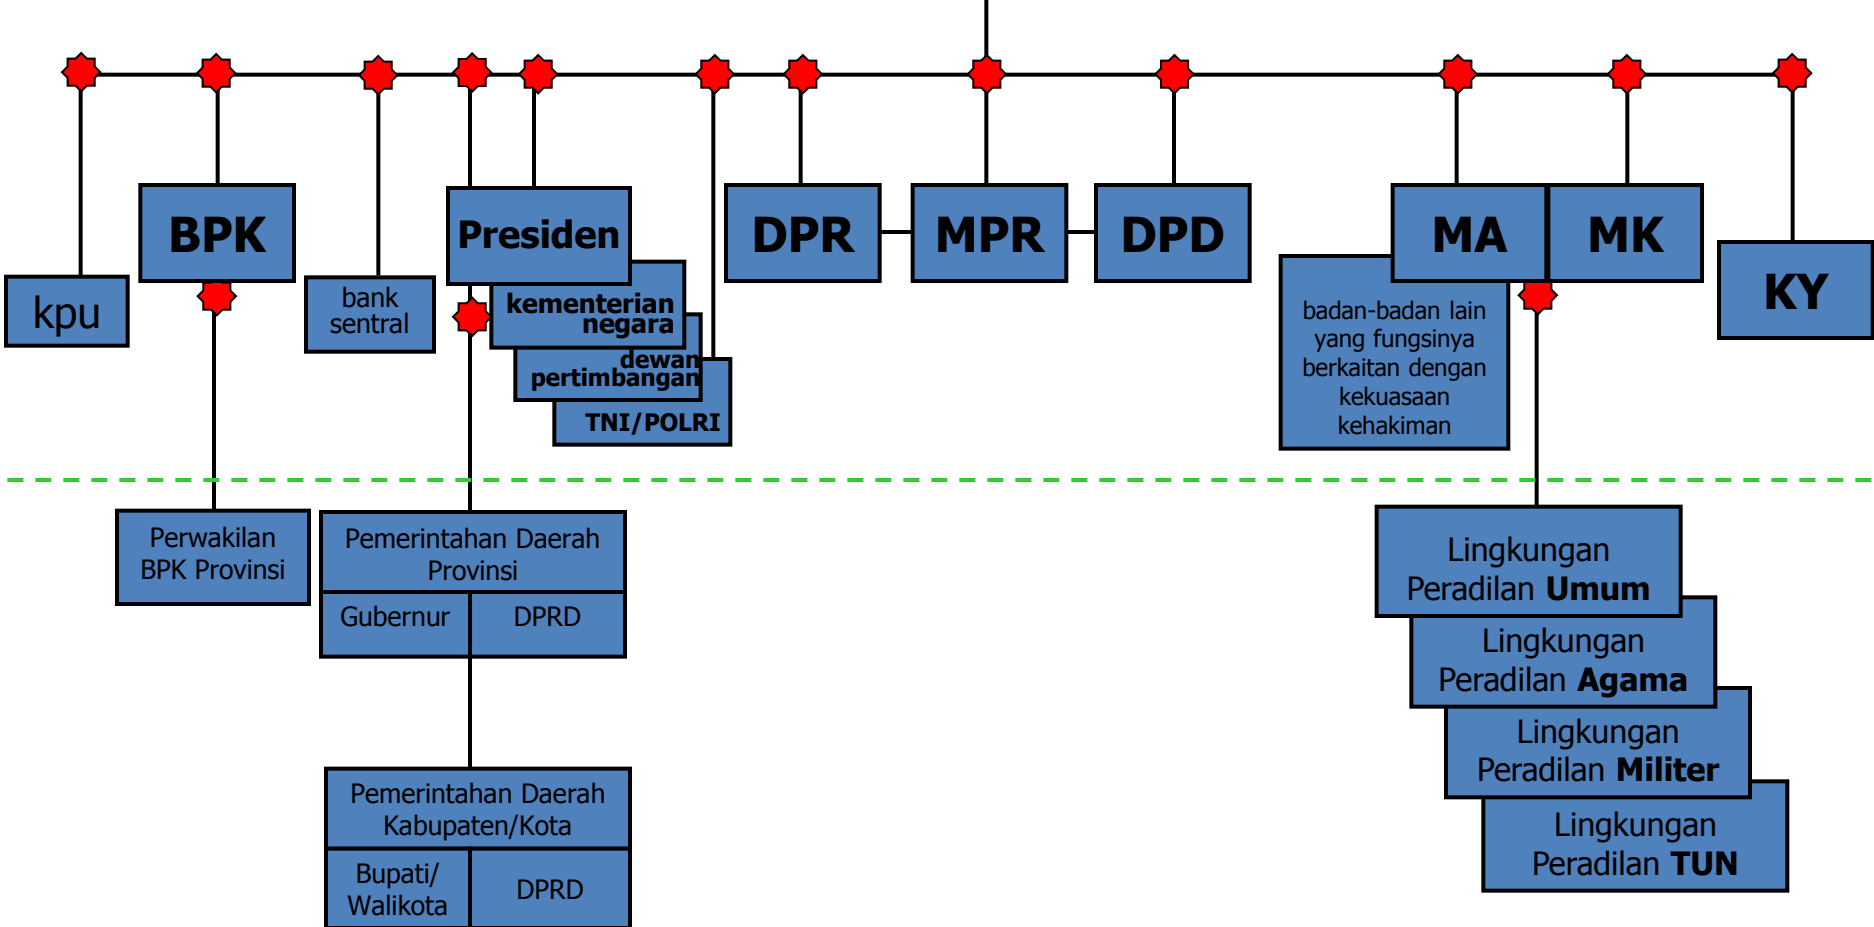 BPK
Presiden
DPR
MPR
DPD
MA
MK
KY
kpu
bank
sentral
kementerian
negara
dewan
pertimbangan
TNI/POLRI
badan-badan lain
yang fungsinya
berkaitan dengan
kekuasaan
kehakiman
Perwakilan
BPK Provinsi
Pemerintahan Daerah
Provinsi
Gubernur
DPRD
Pemerintahan Daerah
Kabupaten/Kota
Bupati/
Walikota
DPRD
Lingkungan
Peradilan Umum
Lingkungan
Peradilan Agama
Lingkungan
Peradilan Militer
Lingkungan
Peradilan TUN